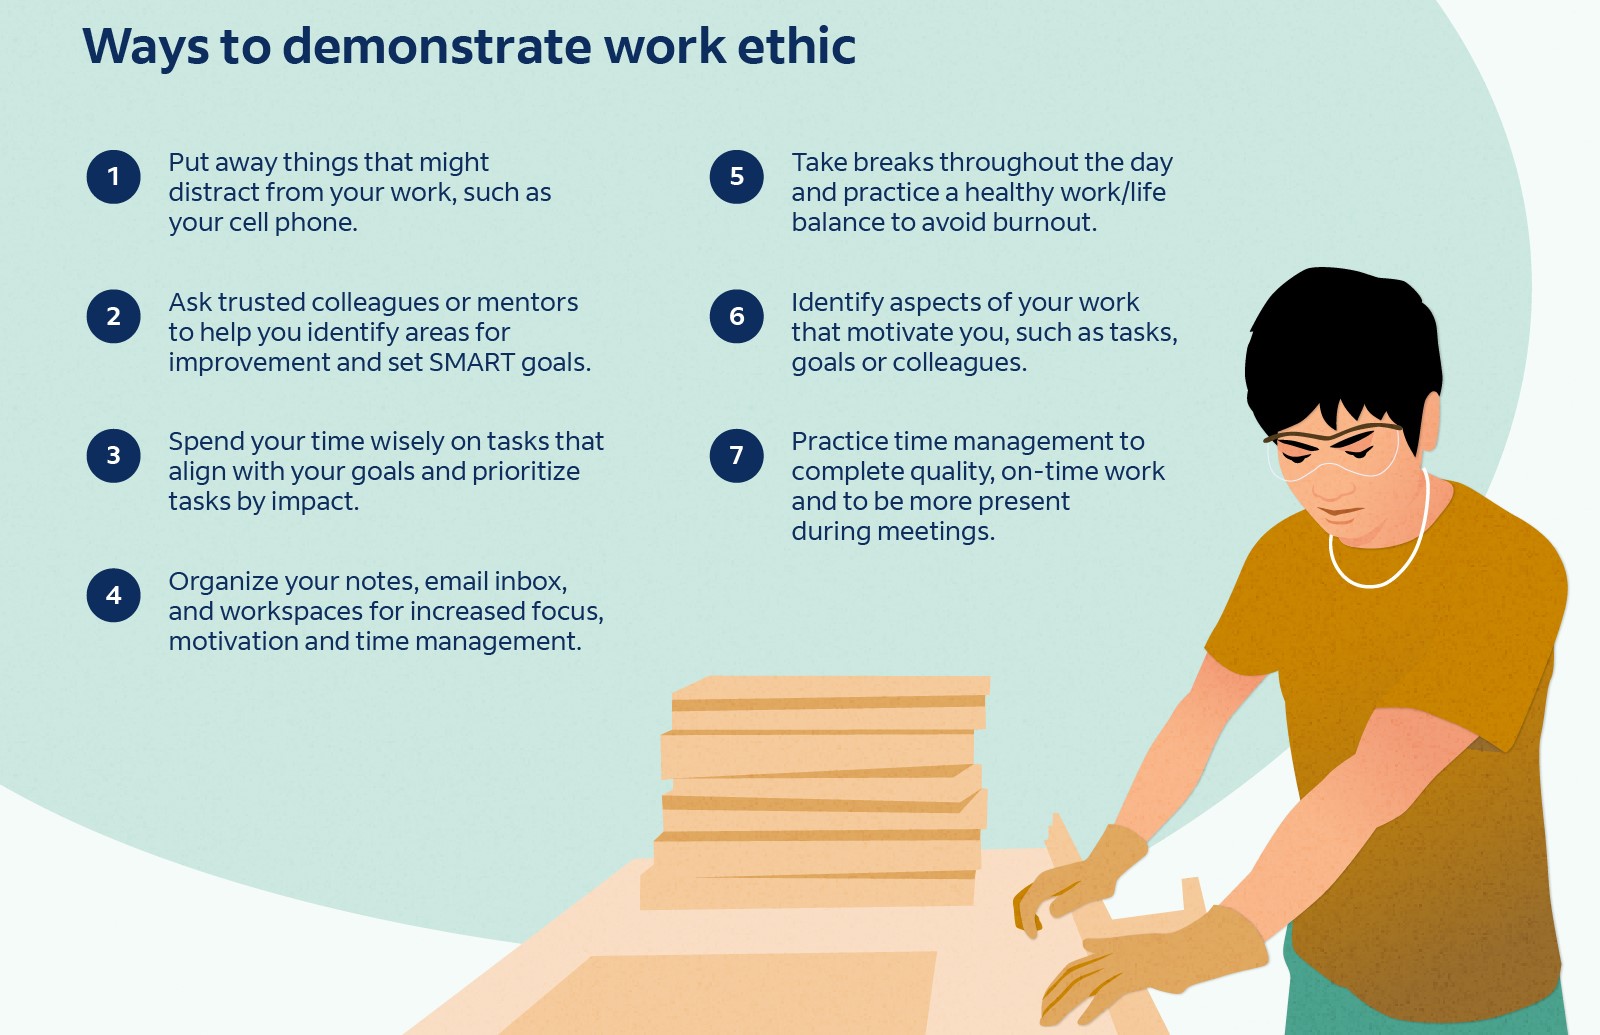 Ways to demonstrate work ethic
1
Put away things that might
distract from your work, such as
your cell phone.
2
Ask trusted colleagues or mentors
to help you identify areas for
improvement and set SMART goals.
3
Spend your time wisely on tasks that
align with your goals and prioritize
tasks by impact.
4
Organize your notes, email inbox,
and workspaces for increased focus,
motivation and time management.
5
Take breaks throughout the day
and practice a healthy work/life
balance to avoid burnout.
6
Identify aspects of your work
that motivate you, such as tasks,
goals or colleagues.
7
Practice time management to
complete quality, on-time work
and to be more present
during meetings.